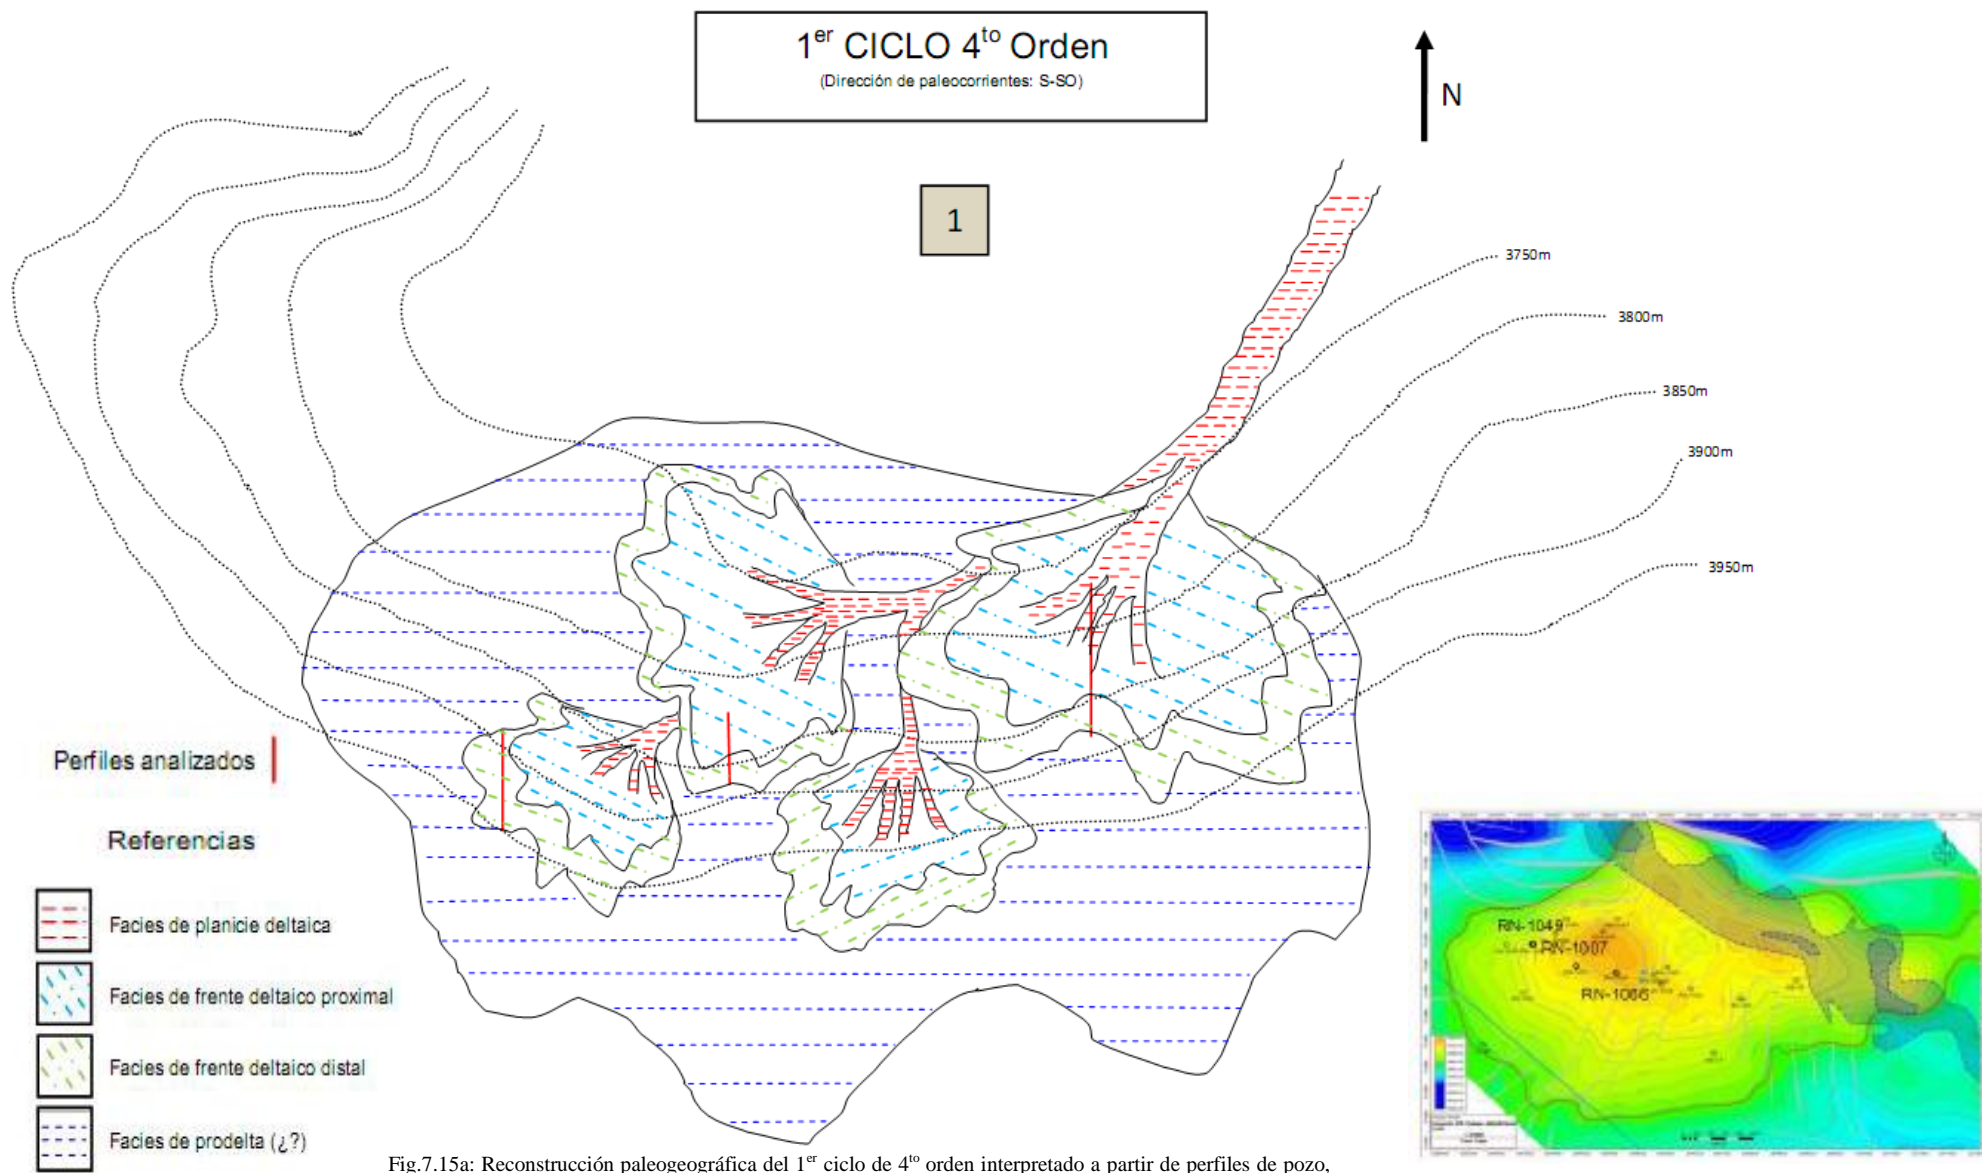 1er CICLO 4to Orden
(Dirección de paleocorrientes: S-SO)
N
1
3750m
3800m
3850m
3900m
3950m
Perfiles analizados
Referencias
Facies de planicie deltaica
Facies de frente deltaico proximal
Facies de frente deltaico distal
Facies de prodelta (¿?)
RN-1049
RN-1007
RN-1066
Fig.7.15a: Reconstrucción paleogeográfica del 1er ciclo de 4to orden interpretado a partir de perfiles de pozo,